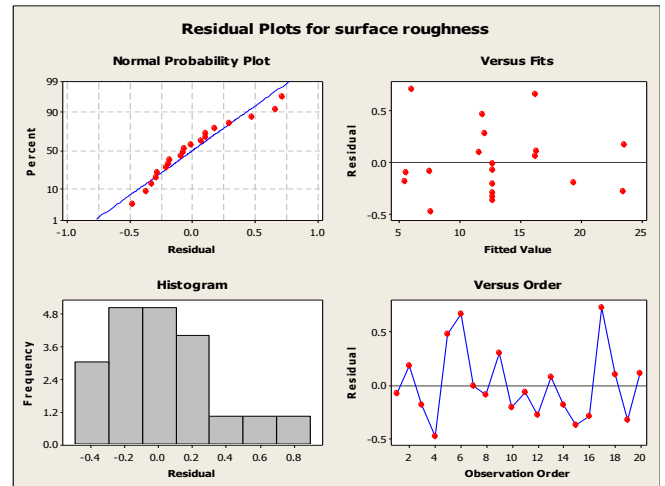 Residual Plots for surface roughness
Normal Probability Plot
Versus Fits
99
90
50
10
1
Percent
-1.0 -0.5 0.0 0.5 1.0
Residual
0.5
0.0
-0.5
Residual
5 10 15 20 25
Fitted Value
Histogram
Versus Order
4.8
3.6
2.4
1.2
0.0
Frequency
-0.4 -0.2 0.0 0.2 0.4 0.6 0.8
Residual
0.5
0.0
-0.5
Residual
2 4 6 8 10 12 14 16 18 20
Observation Order